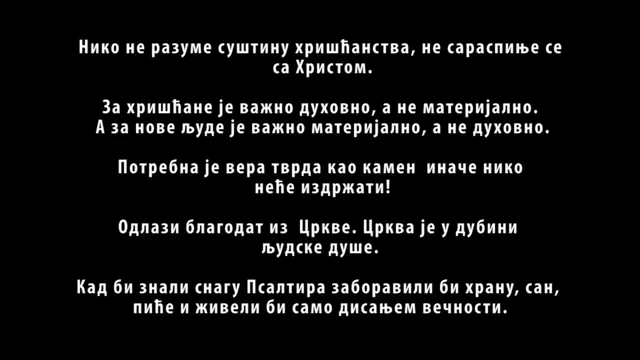 Нико не разуме суштину хришћанства, не сараспиње се
са Христом.
За хришћане је важно духовно, а не материјално.
А за нове људе је важно материјално, а не духовно.
Потребна је вера тврда као камен  иначе нико
неће издржати!
Одлази благодат из  Цркве. Црква је у дубини
људске душе.
Кад би знали снагу Псалтира заборавили би храну, сан,
пиће и живели би само дисањем вечности.